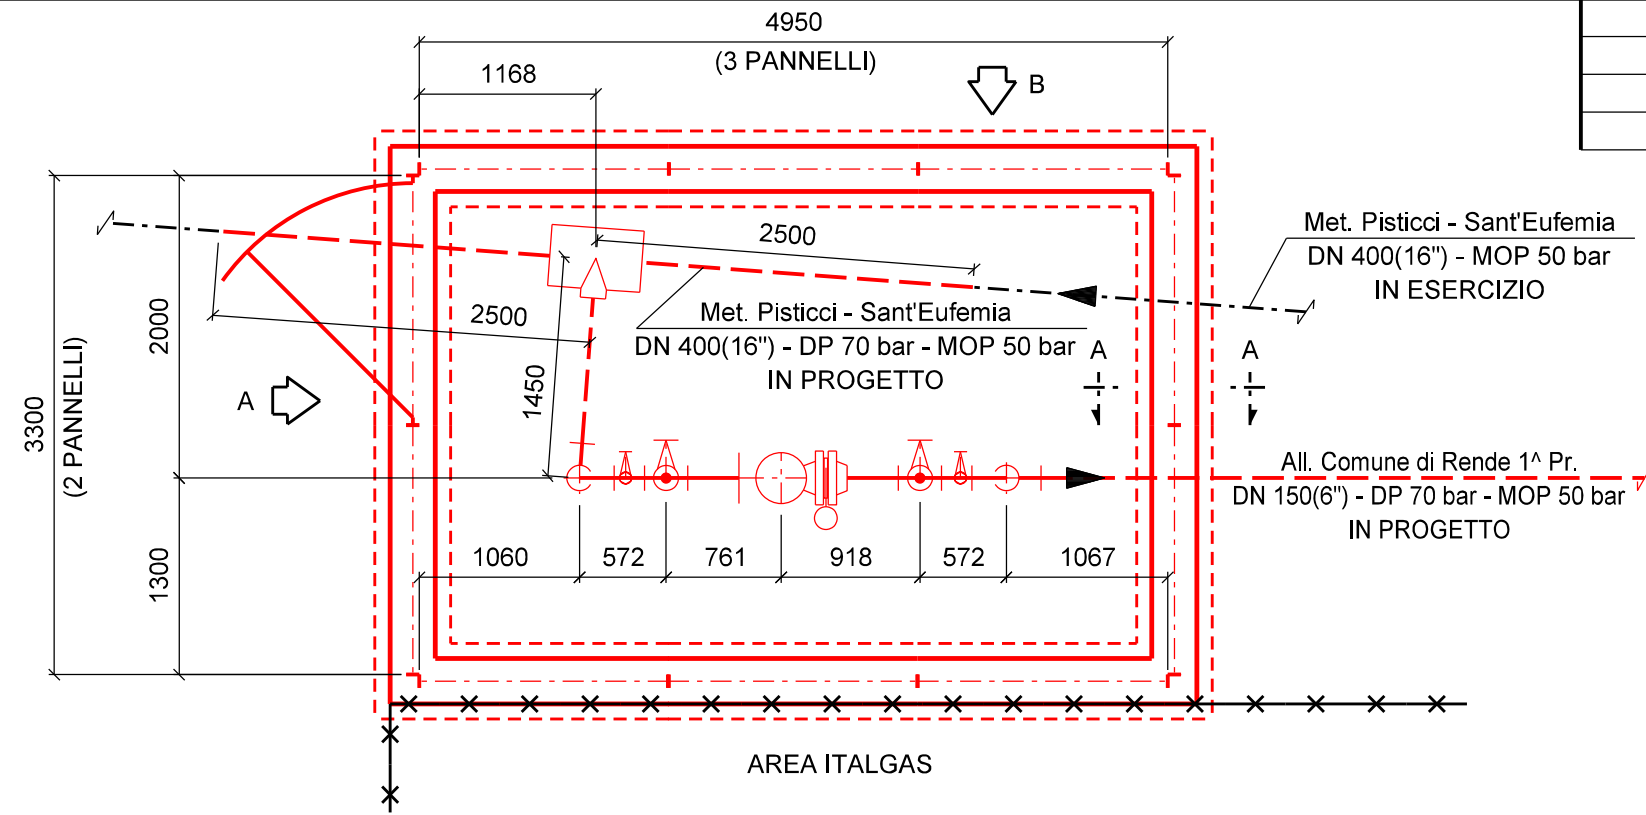 4950
(3 PANNELLI)
1168
B
2500
Met. Pisticci - Sant'Eufemia
DN 400(16") - MOP 50 bar
IN ESERCIZIO
2500
Met. Pisticci - Sant'Eufemia
DN 400(16") - DP 70 bar - MOP 50 bar
IN PROGETTO
A
A
2000
1450
A
3300
(2 PANNELLI)
All. Comune di Rende 1^ Pr.
DN 150(6") - DP 70 bar - MOP 50 bar
IN PROGETTO
1060
572
761
918
572
1067
1300
AREA ITALGAS